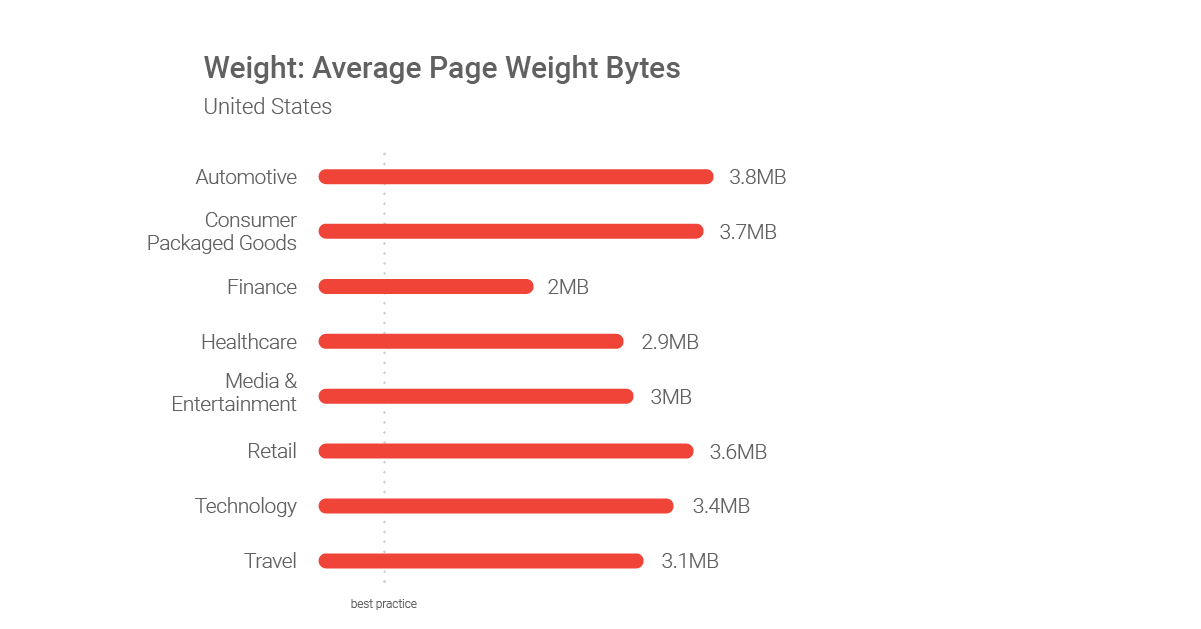 Weight: Average Page Weight Bytes
United States
Automotive 3.8MB
Consumer
Packaged Goods 3.7MB
Finance 2MB
Healthcare 2.9MB
Media &
Entertainment 3MB
Retail 3.6MB
Technology 3.4MB
Travel 3.1MB
best practice